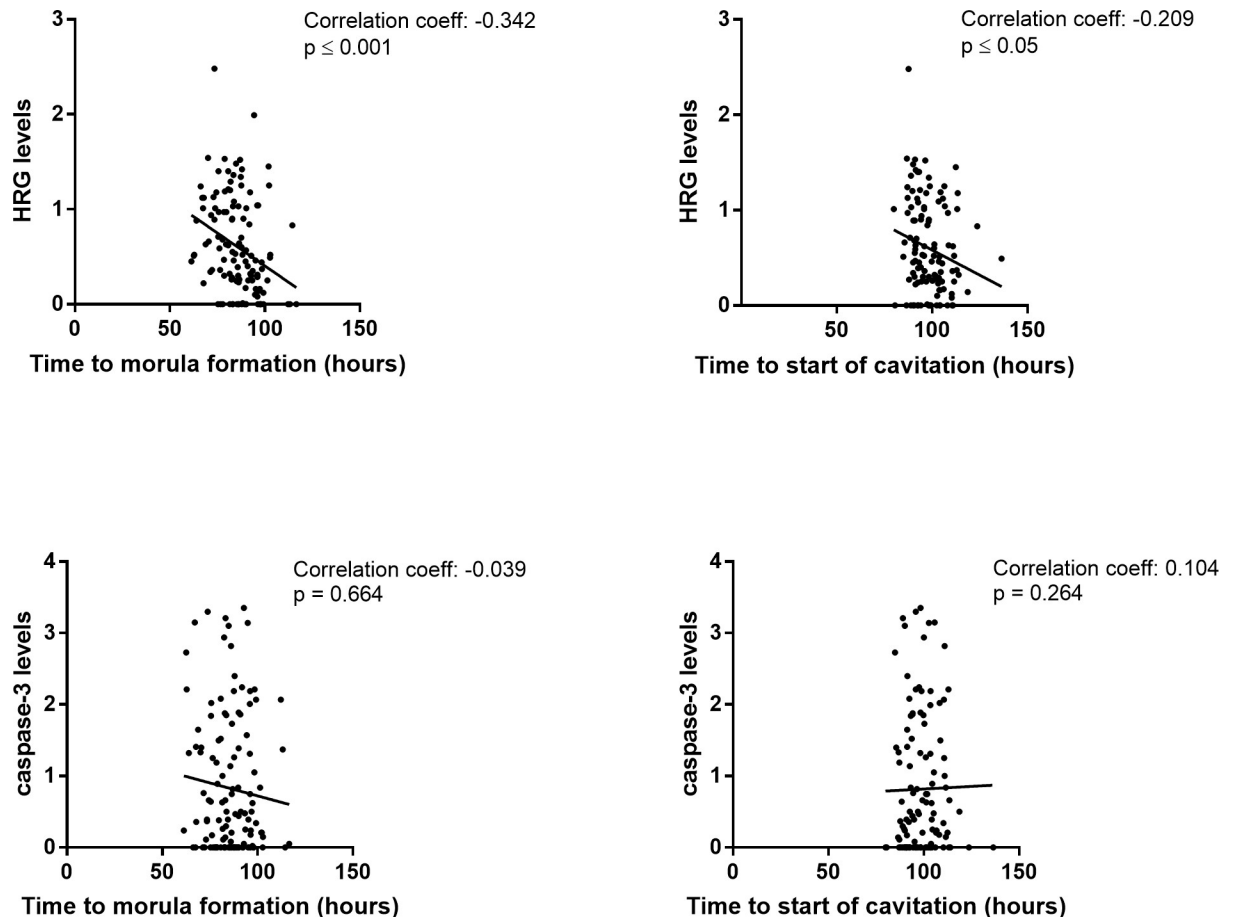 Correlation coeff: -0.342
p ≤ 0.001
3
2
1
0
HRG levels
0
50
100
150
Time to morula formation (hours)
Correlation coeff: -0.209
p ≤ 0.05
3
2
1
0
HRG levels
50
100
150
Time to start of cavitation (hours)
Correlation coeff: -0.039
p = 0.664
4
3
2
1
0
caspase-3 levels
0
50
100
150
Time to morula formation (hours)
Correlation coeff: 0.104
p = 0.264
4
3
2
1
0
caspase-3 levels
0
50
100
150
Time to start of cavitation (hours)